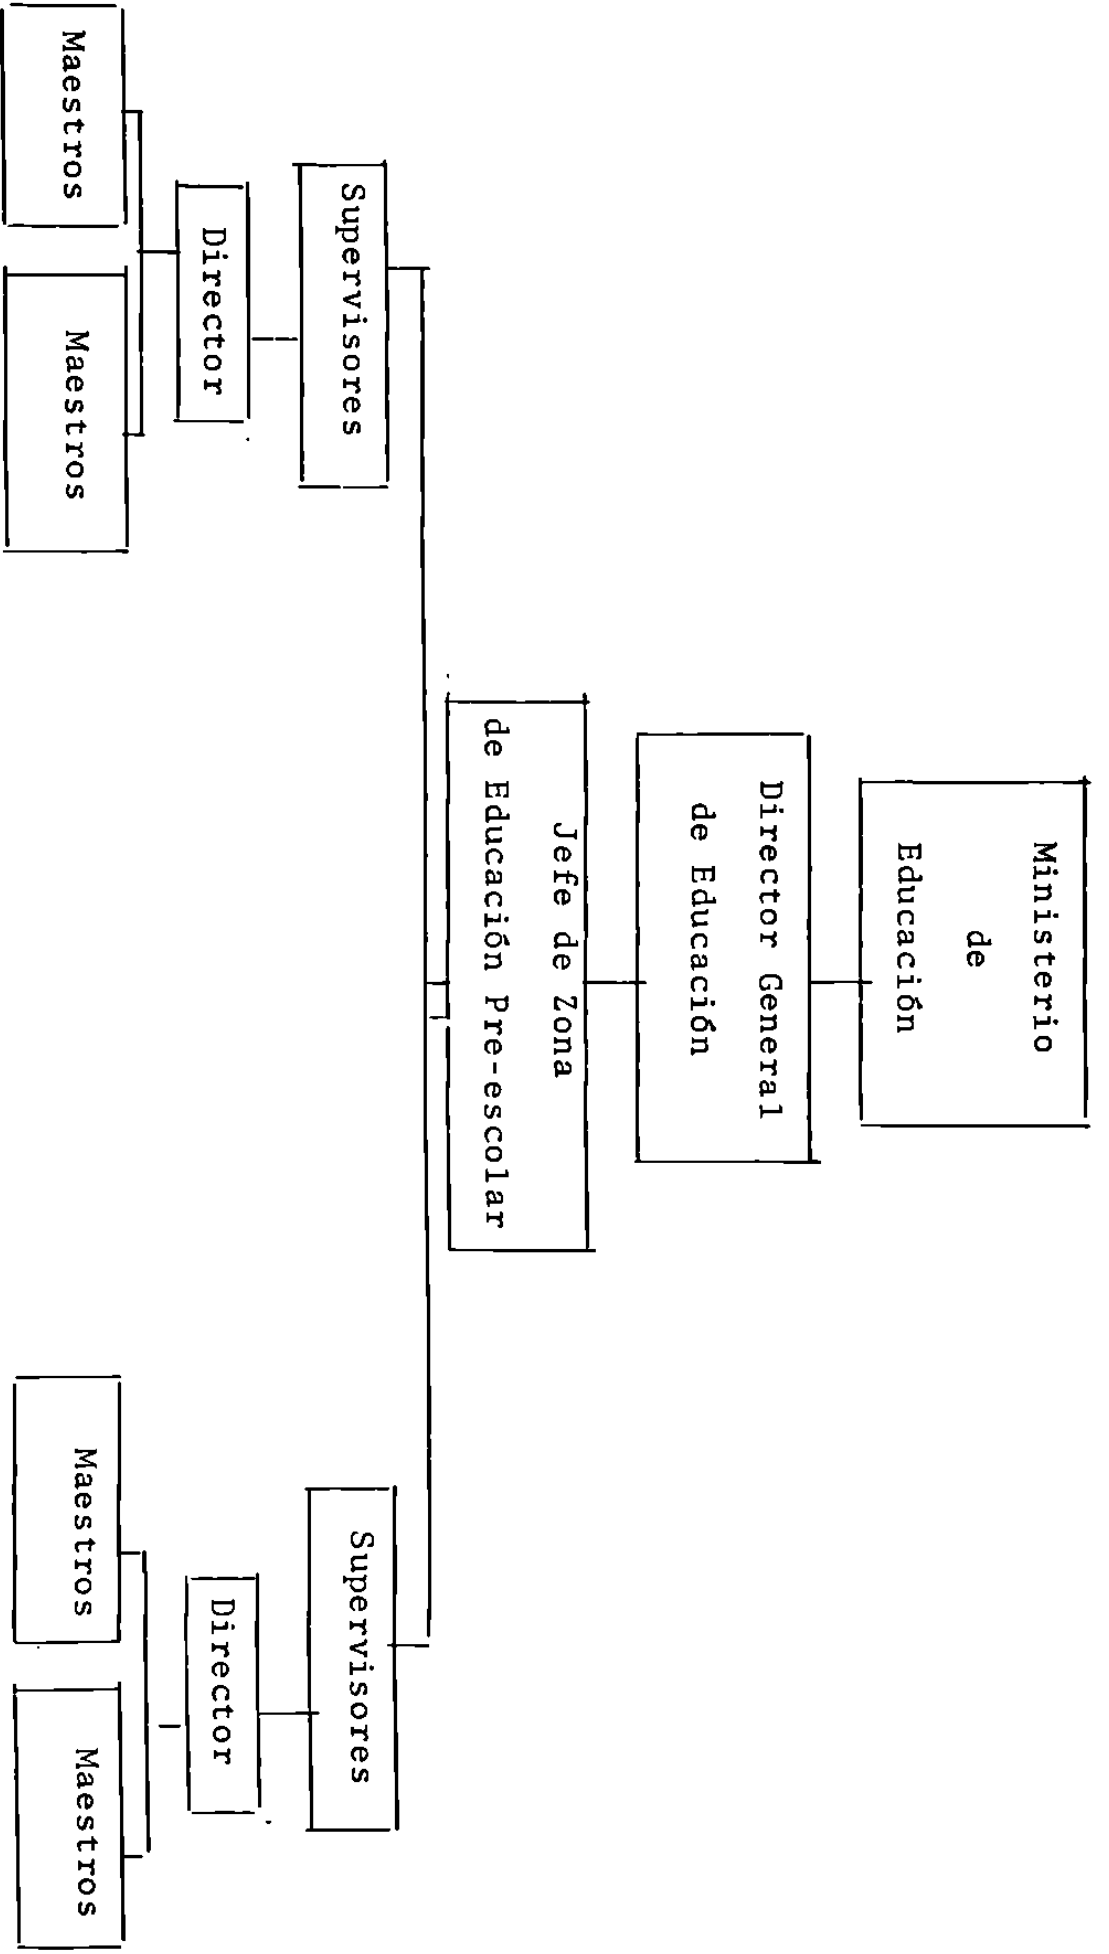 Ministerio
de
Educación
Director General
de Educación
Jefe de Zona
de Educación Pre-escolar
Supervisores
Supervisores
Director
Director
Maestros
Maestros
Maestros
Maestros